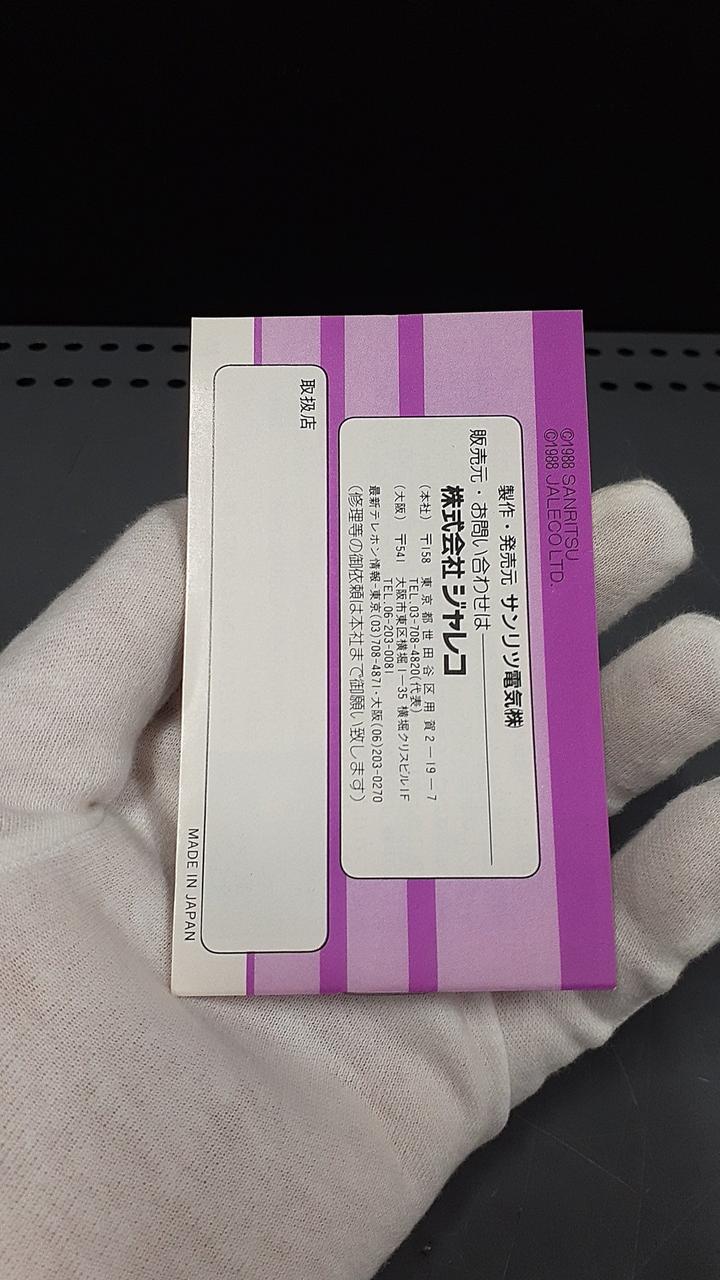 ©1988 SANRITSU
©1988 JALECO LTD.
製作・発売元 サンリツ電気㈱
販売元・お問い合わせは
株式会社ジャレコ
(本社) 〒158 東京都世田谷区用賀2—19—7
TEL.03-708-4820(代表)
(大阪) 〒541 大阪市東区横堀1—35 横堀クリスビル1F
TEL.06-203-0081
最新テレホン情報-東京(03)708-4871・大阪(06)203-0270
(修理等の御依頼は本社まで御願い致します)
取扱店
MADE IN JAPAN